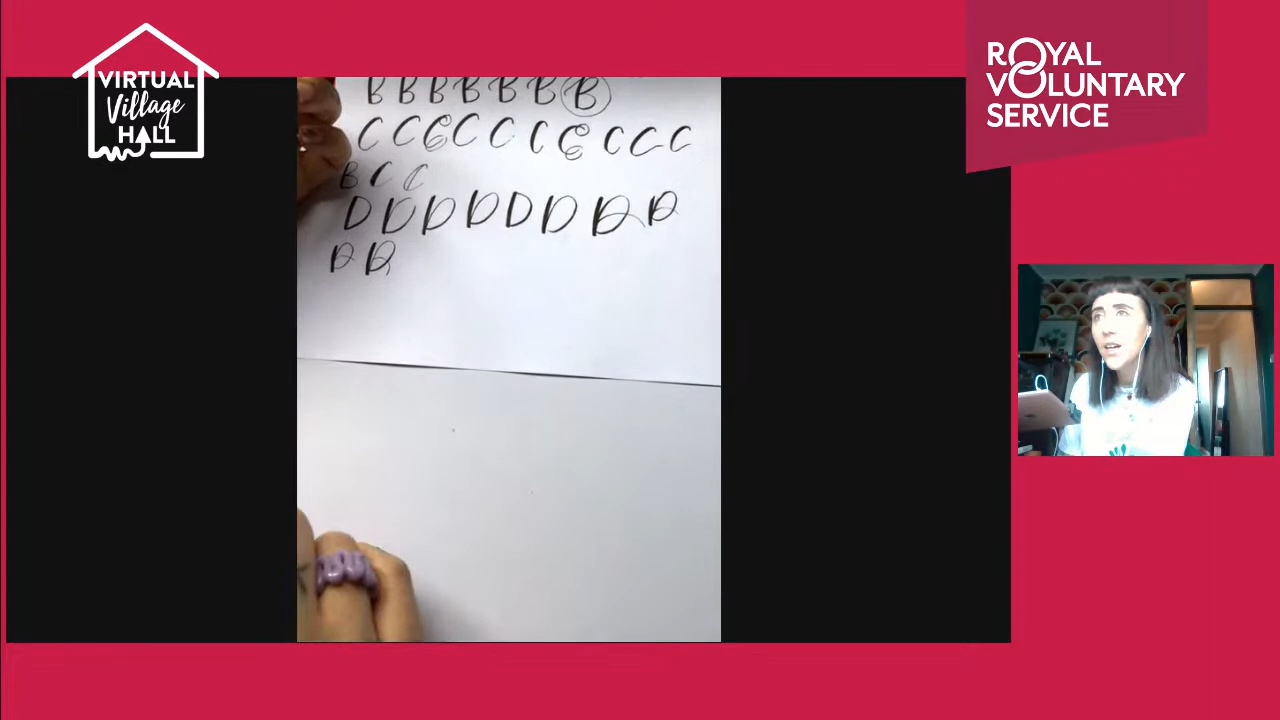 VIRTUAL
Village
HALL
ROYAL
VOLUNTARY
SERVICE
B B B B B B B
C C C C C C C C C C
B C C
D D D D D D D D
D D